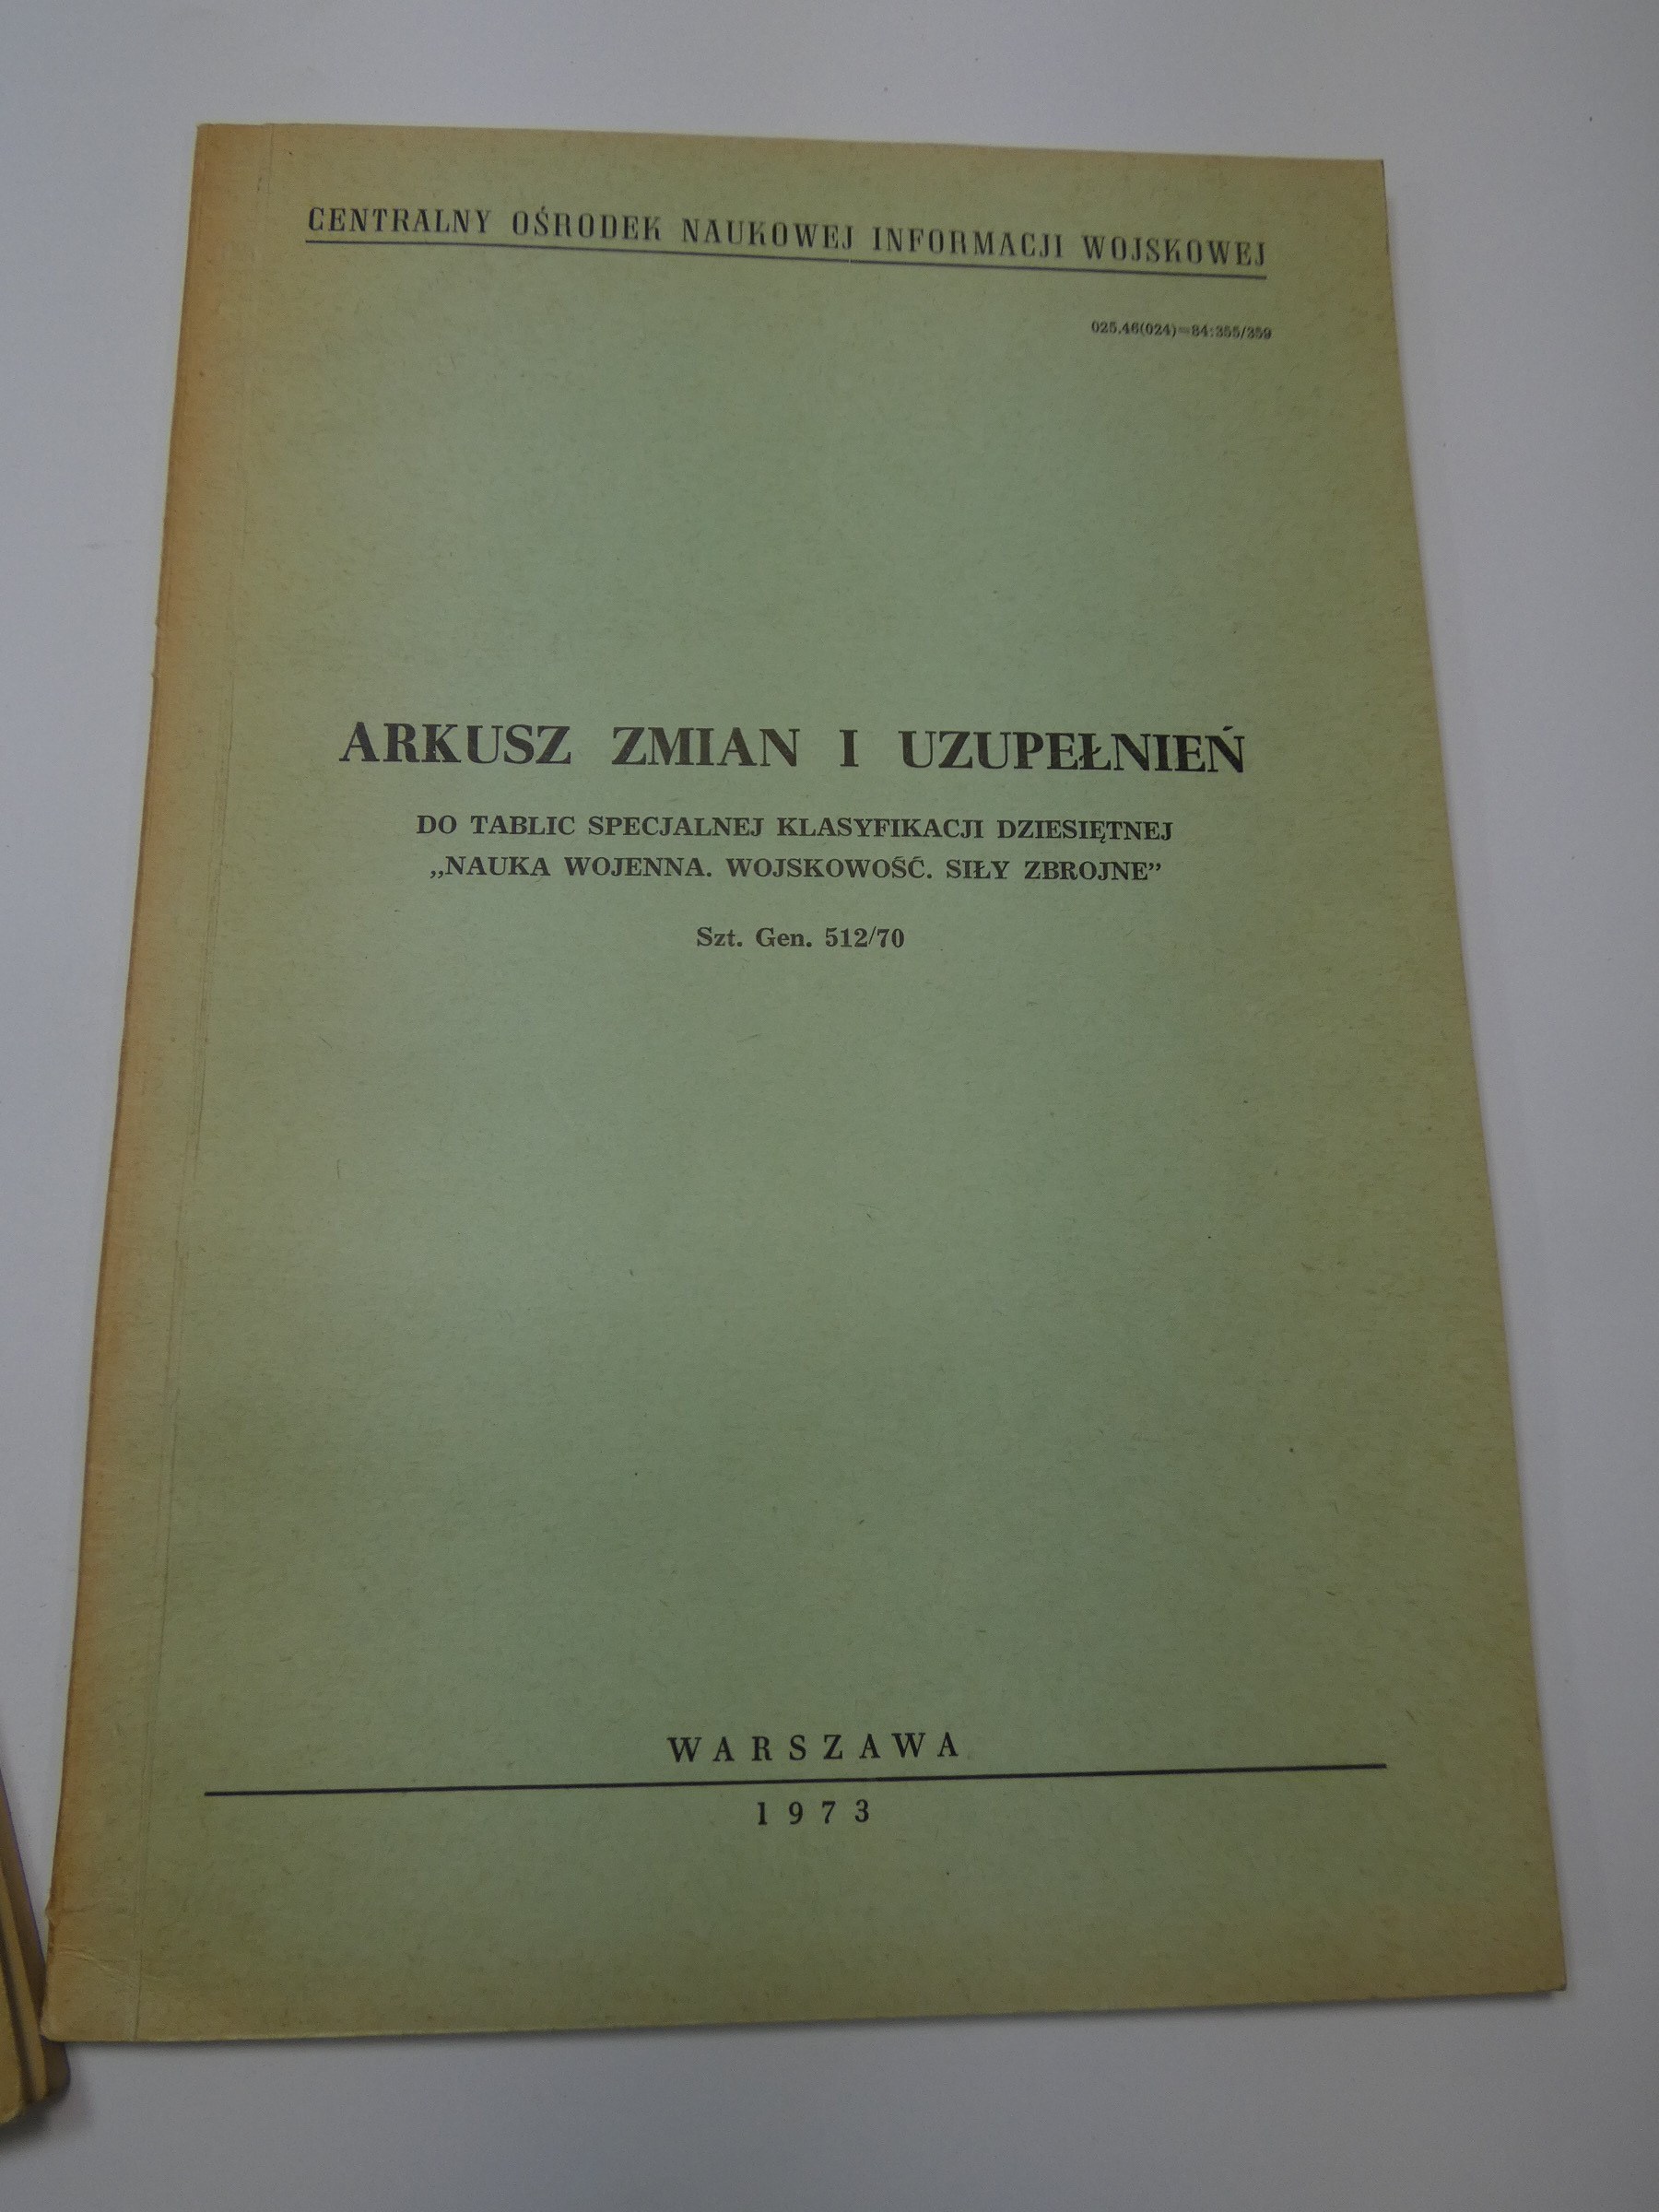 CENTRALNY OŚRODEK NAUKOWEJ INFORMACJI WOJSKOWEJ
025.46(024)=84:355/359
ARKUSZ ZMIAN I UZUPEŁNIEŃ
DO TABLIC SPECJALNEJ KLASYFIKACJI DZIESIĘTNEJ
„NAUKA WOJENNA. WOJSKOWOŚĆ. SIŁY ZBROJNE”
Szt. Gen. 512/70
WARSZAWA
1973